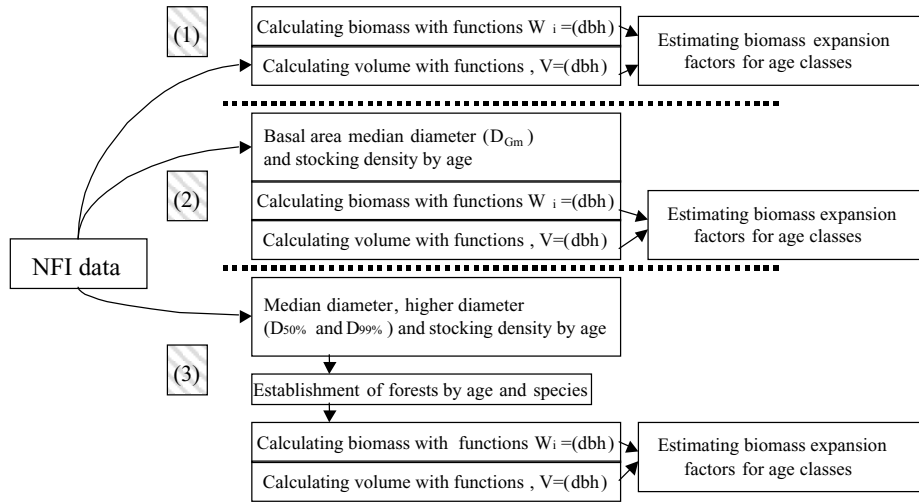 (1)
Calculating biomass with functions W i =(dbh)
Calculating volume with functions , V=(dbh)
Estimating biomass expansion
factors for age classes
Basal area median diameter (DGm)
and stocking density by age
(2)
Calculating biomass with functions W i =(dbh)
Calculating volume with functions , V=(dbh)
Estimating biomass expansion
factors for age classes
NFI data
Median diameter, higher diameter
(D50% and D99% ) and stocking density by age
(3)
Establishment of forests by age and species
Calculating biomass with functions Wi =(dbh)
Calculating volume with functions , V=(dbh)
Estimating biomass expansion
factors for age classes